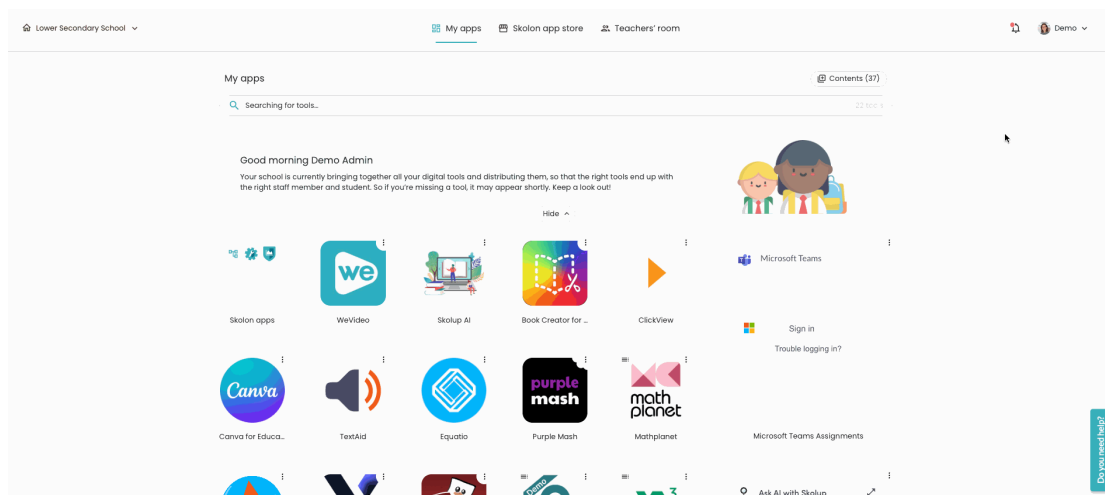 Lower Secondary School
My apps
Skolon app store
Teachers' room
Demo
My apps
Contents (37)
Searching for tools...
Good morning Demo Admin
Your school is currently bringing together all your digital tools and distributing them, so that the right tools end up with
the right staff member and student. So if you're missing a tool, it may appear shortly. Keep a look out!
Hide
we
Skolon apps
WeVideo
Skolup AI
Book Creator for ...
ClickView
Microsoft Teams
Sign in
Trouble logging in?
Canva
purple
mash
math
planet
Canva for Educa...
TextAid
Equatio
Purple Mash
Mathplanet
Microsoft Teams Assignments
Do you need help?
Demo
3
Ask AI with Skolup